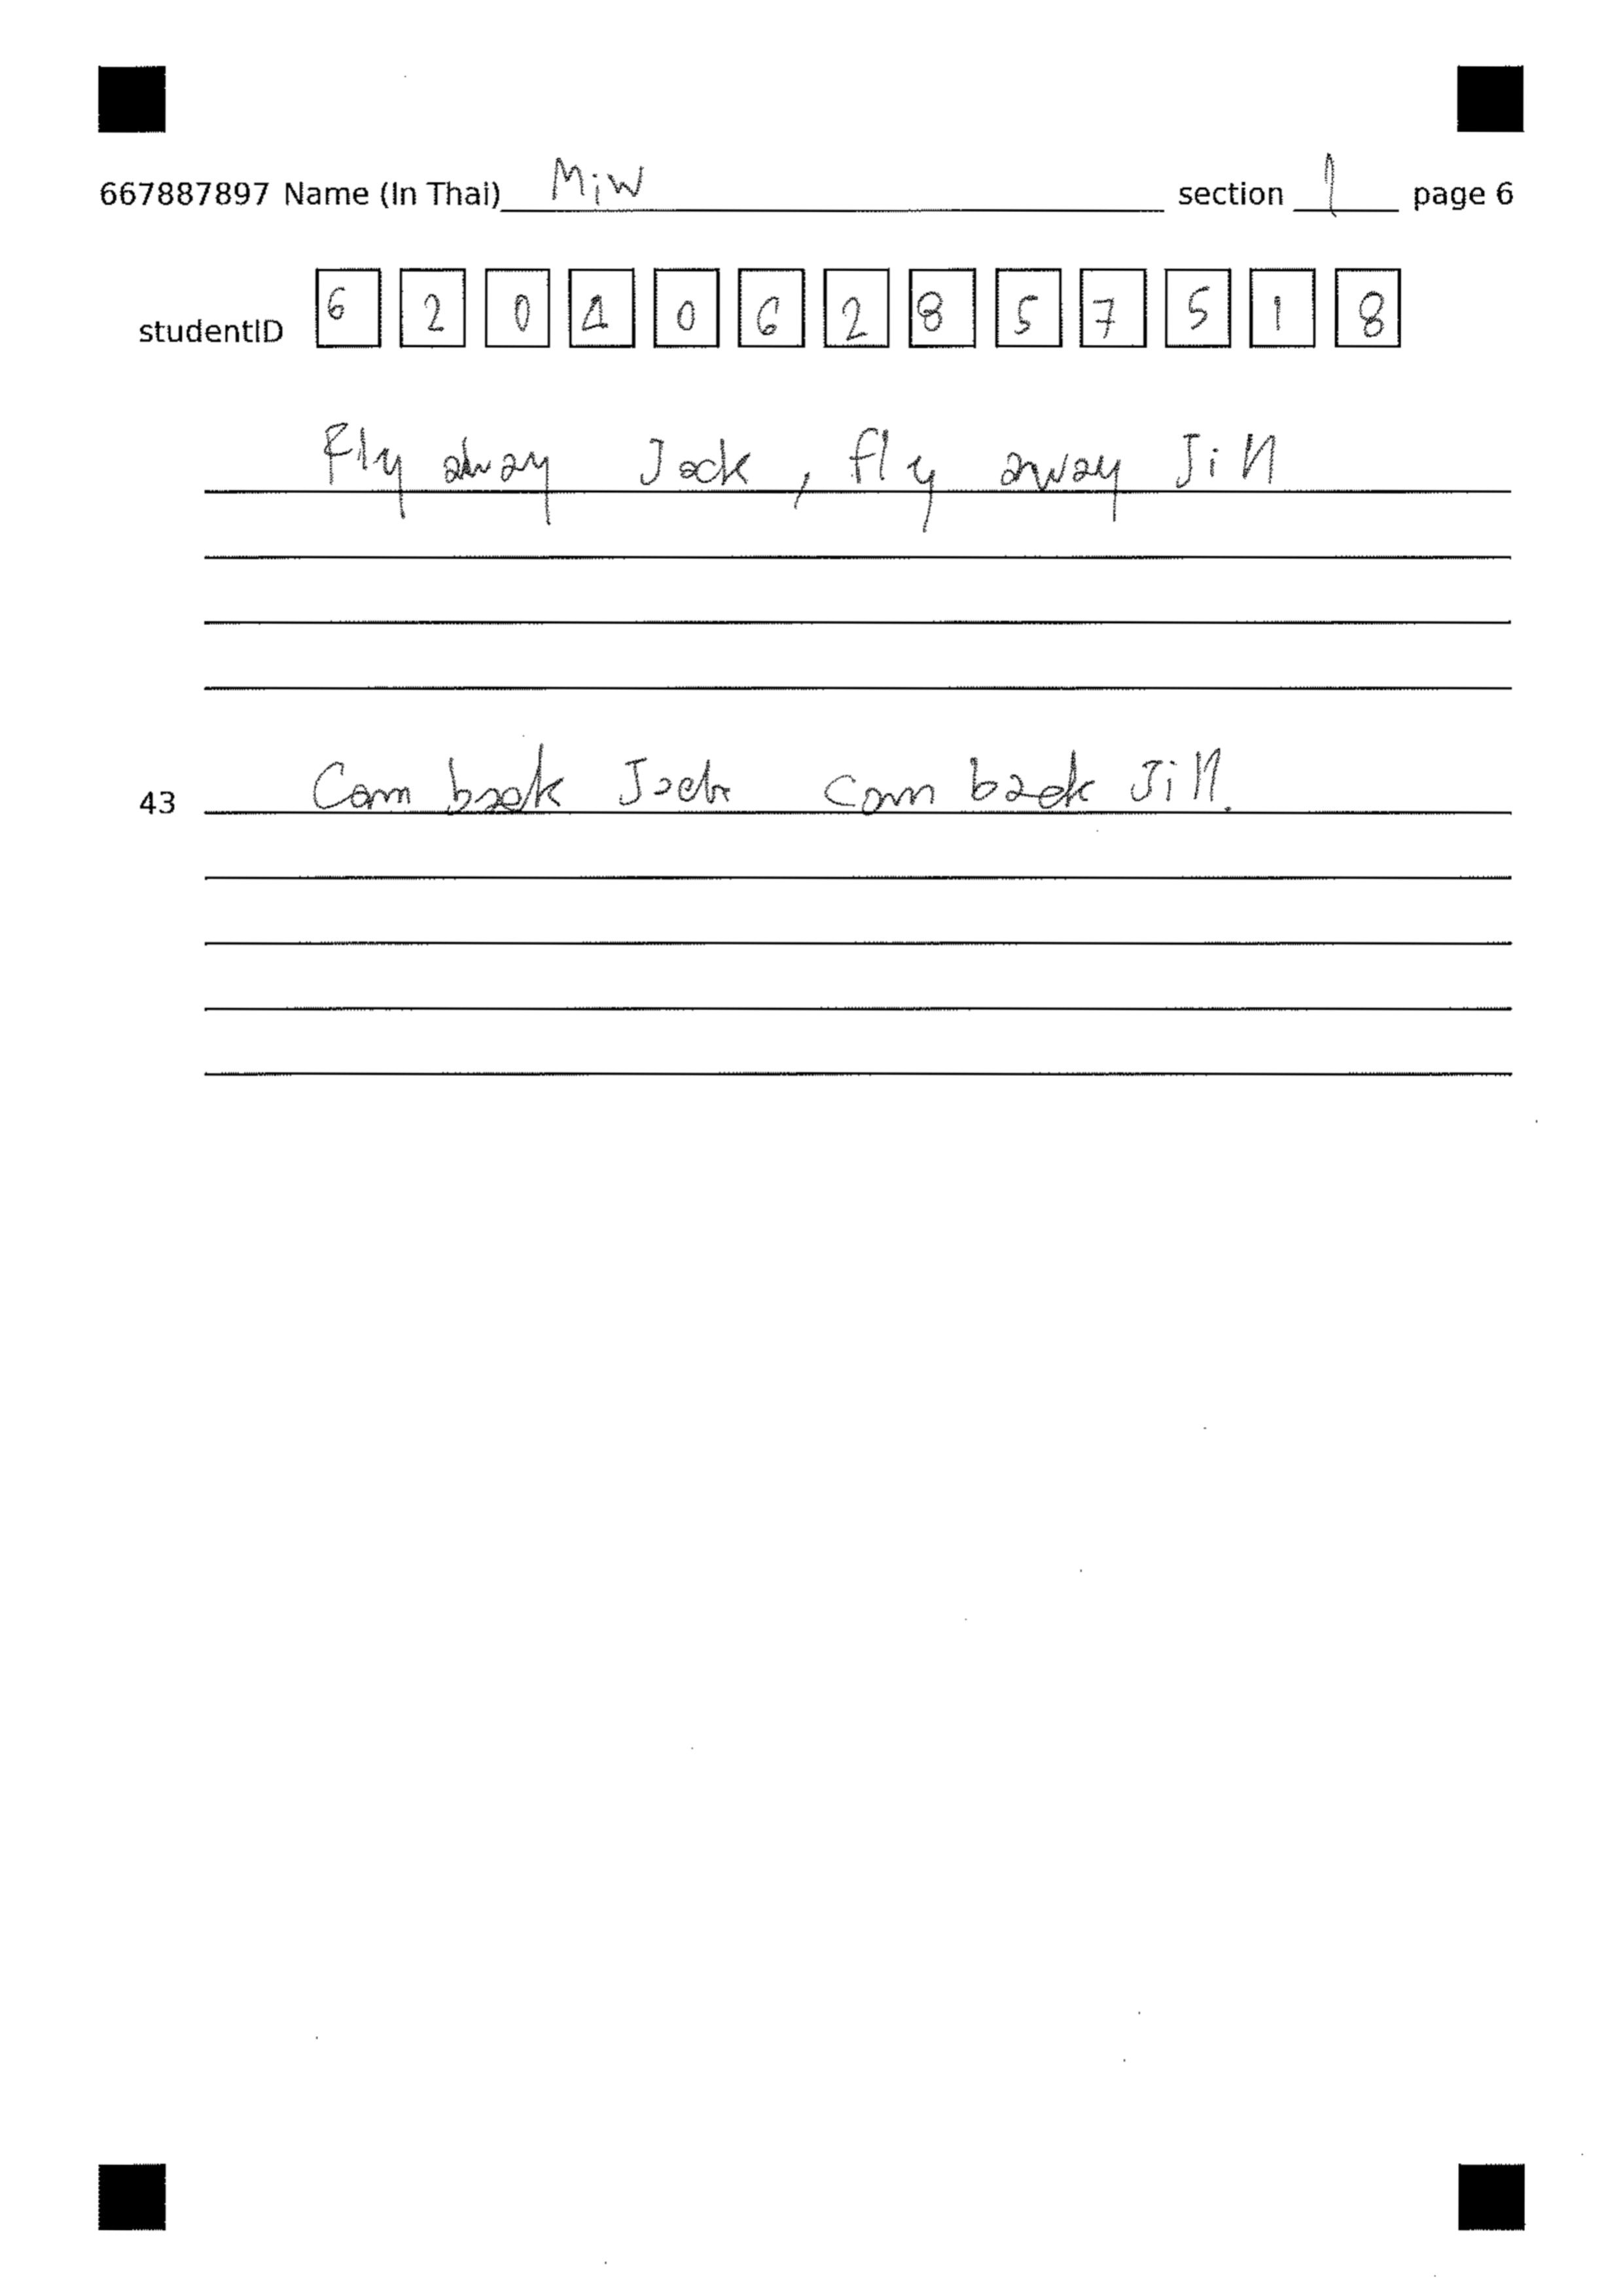 667887897 Name (In Thai) Miw section 1 page 6
studentID 6 2 0 4 0 6 2 8 5 7 5 1 8
Fly away Jack, fly away Jill
43 Com back Jack com back Jill.